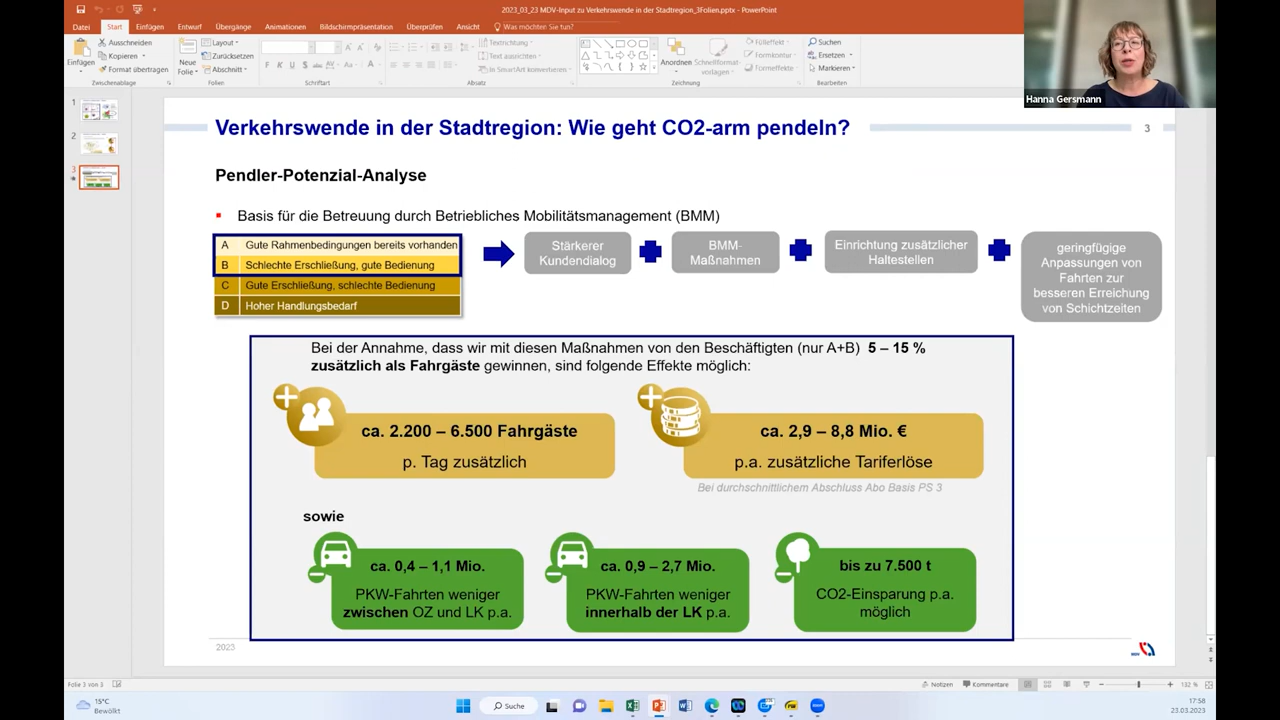 2023_03_23 MDV-Input zu Verkehrswende in der Stadtregion_3Folien.pptx - PowerPoint
Datei Start Einfügen Entwurf Übergänge Animationen Bildschirmpräsentation Überprüfen Ansicht Was möchten Sie tun?
Einfügen
Ausschneiden
Kopieren
Format übertragen
Zwischenablage
Neue Folie
Layout
Zurücksetzen
Abschnitt
Folien
F K U S abc
Schriftart
Textrichtung
Text ausrichten
In SmartArt konvertieren
Absatz
Anordnen
Schnellformat-vorlagen
Fülleffekt
Formkontur
Formeffekte
Zeichnung
Suchen
Ersetzen
Markieren
Bearbeiten
Hanna Gersmann
1
2
3
Verkehrswende in der Stadtregion: Wie geht CO2-arm pendeln?
3
Pendler-Potenzial-Analyse
Basis für die Betreuung durch Betriebliches Mobilitätsmanagement (BMM)
A Gute Rahmenbedingungen bereits vorhanden
B Schlechte Erschließung, gute Bedienung
C Gute Erschließung, schlechte Bedienung
D Hoher Handlungsbedarf
Stärkerer
Kundendialog
BMM-
Maßnahmen
Einrichtung zusätzlicher
Haltestellen
geringfügige
Anpassungen von
Fahrten zur
besseren Erreichung
von Schichtzeiten
Bei der Annahme, dass wir mit diesen Maßnahmen von den Beschäftigten (nur A+B) 5 – 15 %
zusätzlich als Fahrgäste gewinnen, sind folgende Effekte möglich:
ca. 2.200 – 6.500 Fahrgäste
p. Tag zusätzlich
ca. 2,9 – 8,8 Mio. €
p.a. zusätzliche Tariferlöse
Bei durchschnittlichem Abschluss Abo Basis PS 3
sowie
ca. 0,4 – 1,1 Mio.
PKW-Fahrten weniger
zwischen OZ und LK p.a.
ca. 0,9 – 2,7 Mio.
PKW-Fahrten weniger
innerhalb der LK p.a.
bis zu 7.500 t
CO2-Einsparung p.a.
möglich
2023
MDV
Folie 3 von 3
Notizen Kommentare 132 %
15°C
Bewölkt
Suche
17:58
23.03.2023